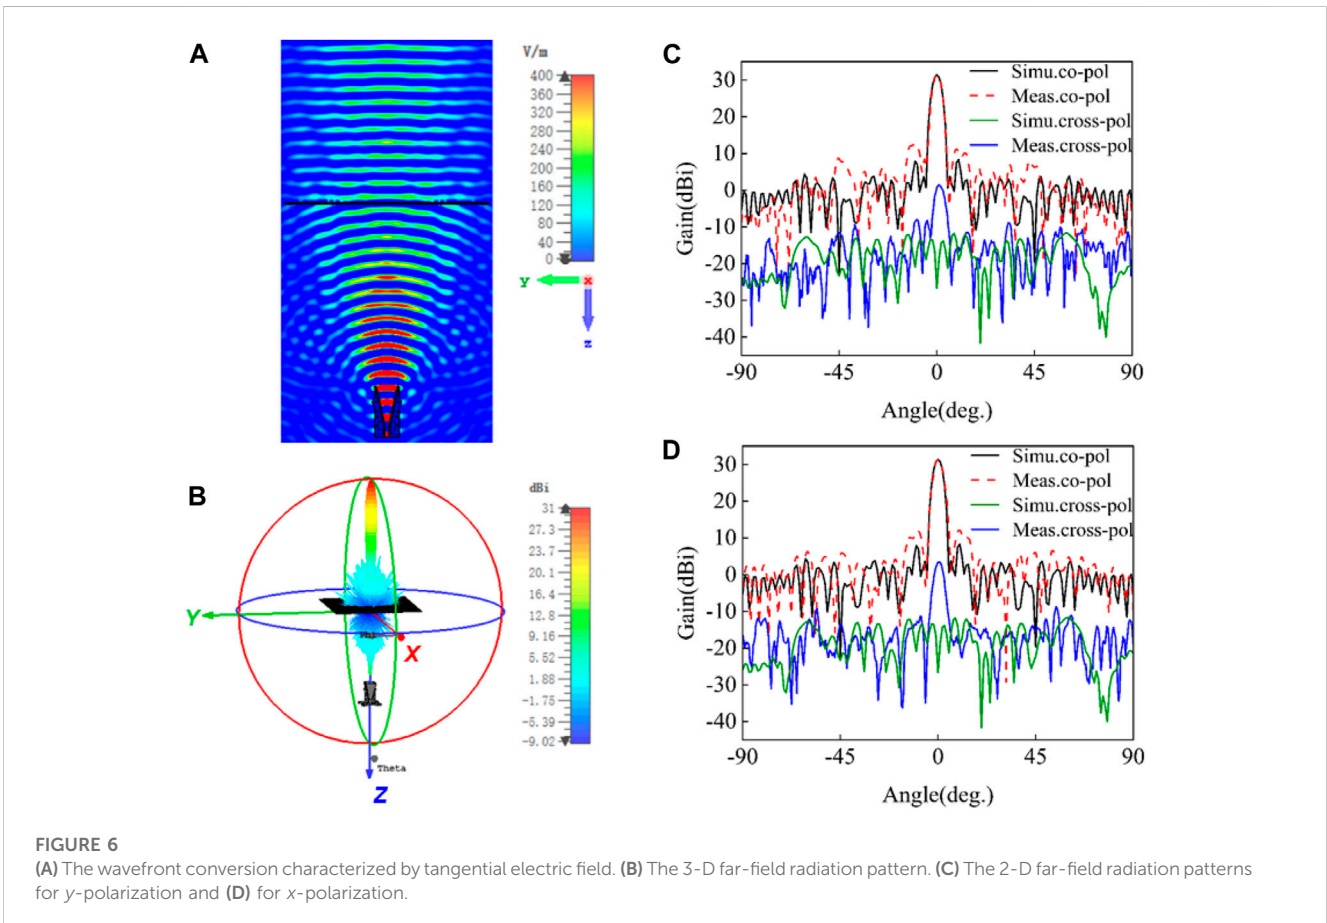 A
V/m
400
360
320
280
240
200
160
120
80
40
0
Y
x
z
B
dBi
31
27.3
23.7
20.1
16.4
12.8
9.16
5.52
1.88
-1.75
-5.39
-9.02
Y
Phi
X
Theta
Z
C
Simu.co-pol
Meas.co-pol
Simu.cross-pol
Meas.cross-pol
Gain(dBi)
30
20
10
0
-10
-20
-30
-40
-90
-45
0
45
90
Angle(deg.)
D
Simu.co-pol
Meas.co-pol
Simu.cross-pol
Meas.cross-pol
Gain(dBi)
30
20
10
0
-10
-20
-30
-40
-90
-45
0
45
90
Angle(deg.)
FIGURE 6
(A) The wavefront conversion characterized by tangential electric field. (B) The 3-D far-field radiation pattern. (C) The 2-D far-field radiation patterns
for y-polarization and (D) for x-polarization.